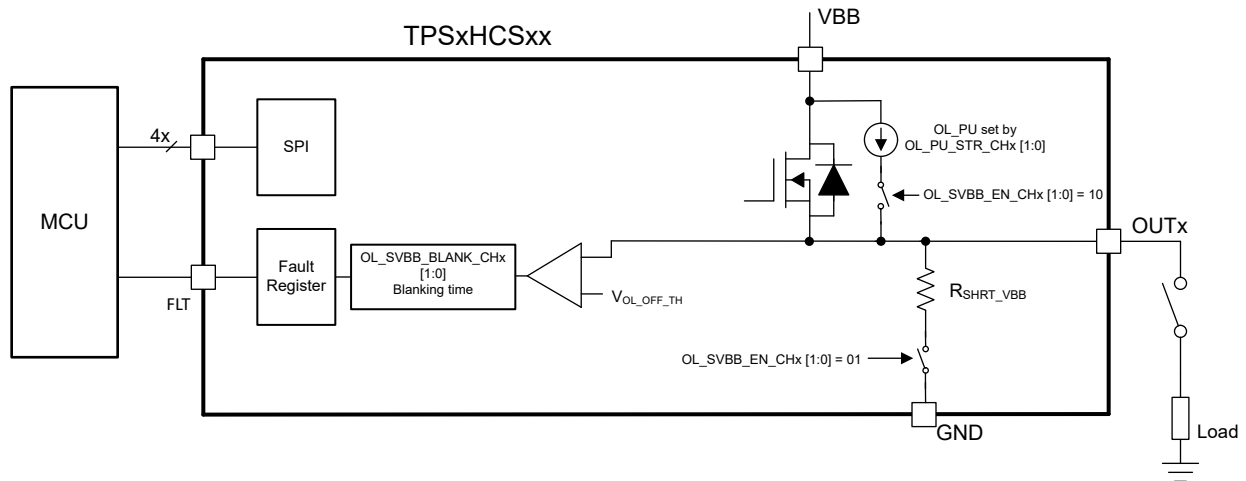 VBB
TPSxHCSxx
4x
SPI
OL_PU set by
OL_PU_STR_CHx [1:0]
MCU
OL_SVBB_EN_CHx [1:0] = 10
OUTx
Fault
Register
OL_SVBB_BLANK_CHx
[1:0]
Blanking time
FLT
VOL_OFF_TH
RSHRT_VBB
OL_SVBB_EN_CHx [1:0] = 01
GND
Load